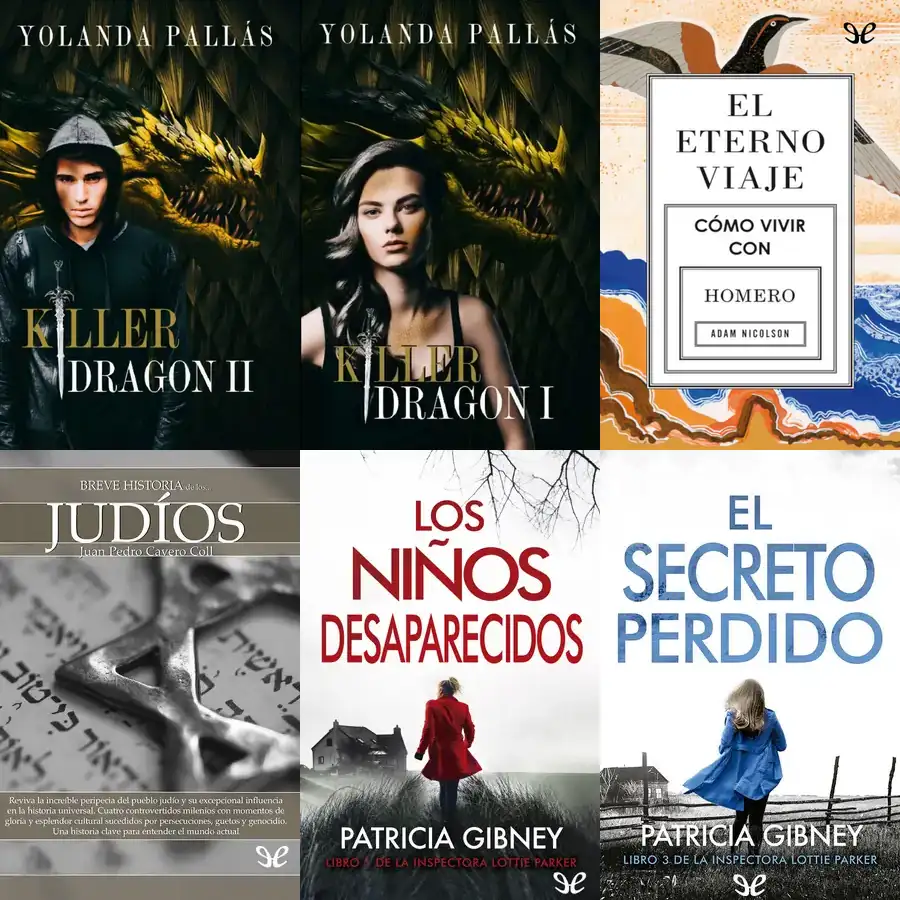 YOLANDA PALLÁS
KILLER
DRAGON II
YOLANDA PALLÁS
KILLER
DRAGON I
EL
ETERNO
VIAJE
CÓMO VIVIR
CON
HOMERO
ADAM NICOLSON
BREVE HISTORIA de los...
JUDÍOS
Juan Pedro Cavero Coll
Reviva la increíble peripecia del pueblo judío y su excepcional influencia
en la historia universal. Cuatro controvertidos milenios con momentos de
gloria y esplendor cultural sucedidos por persecuciones, guetos y genocidio.
Una historia clave para entender el mundo actual
LOS
NIÑOS
DESAPARECIDOS
PATRICIA GIBNEY
LIBRO 1 DE LA INSPECTORA LOTTIE PARKER
EL
SECRETO
PERDIDO
PATRICIA GIBNEY
LIBRO 3 DE LA INSPECTORA LOTTIE PARKER